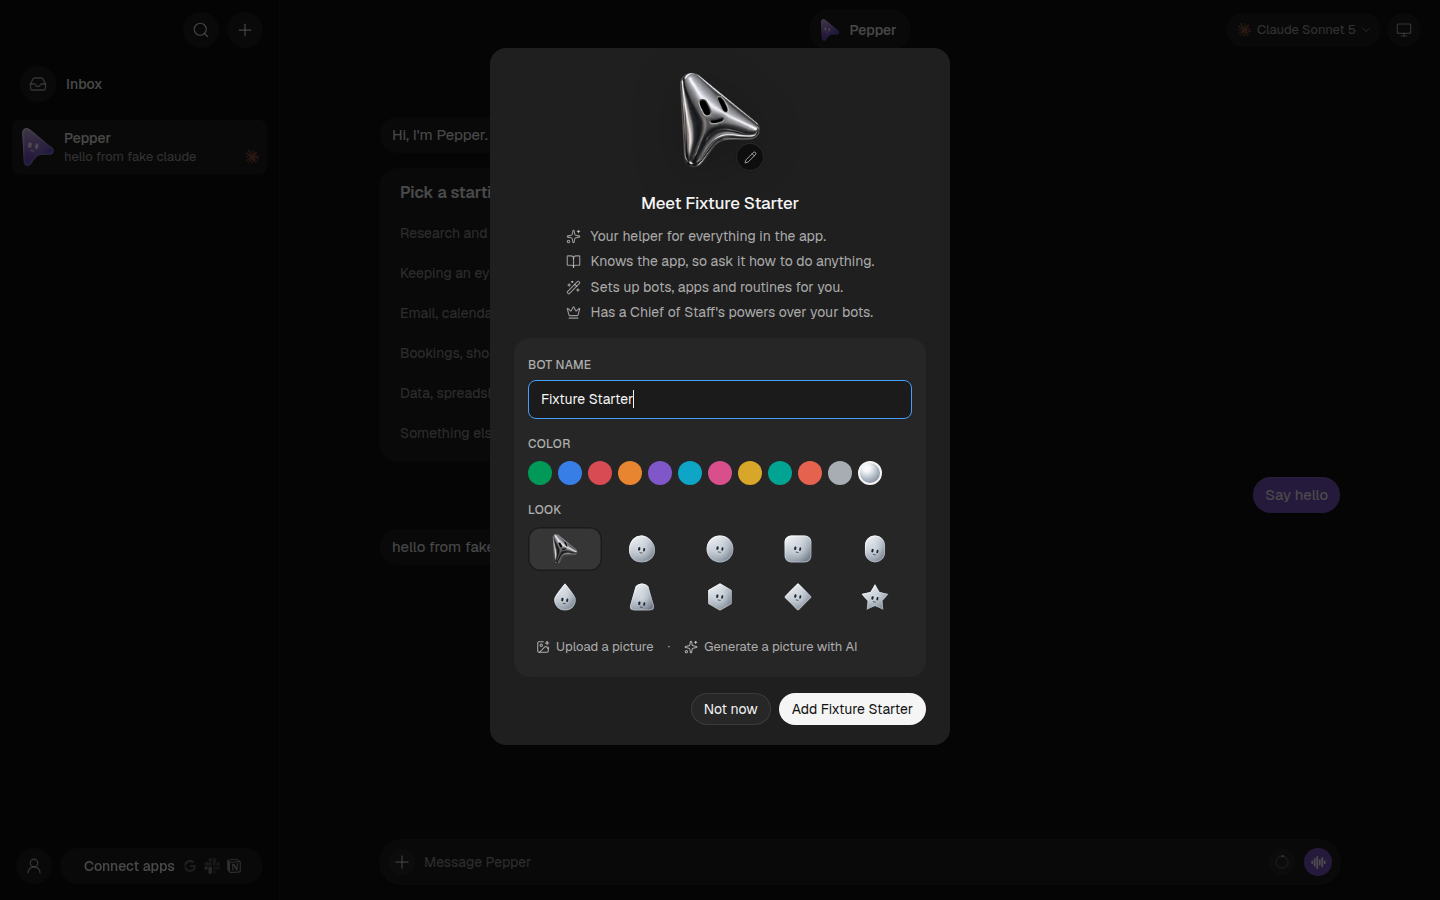 Pepper
Claude Sonnet 5
Inbox
Pepper
hello from fake claude
Hi, I'm Pepper.
Pick a starti
Research and
Keeping an ey
Email, calenda
Bookings, sho
Data, spreads
Something els
Say hello
hello from fake
Meet Fixture Starter
Your helper for everything in the app.
Knows the app, so ask it how to do anything.
Sets up bots, apps and routines for you.
Has a Chief of Staff's powers over your bots.
BOT NAME
Fixture Starter
COLOR
LOOK
Upload a picture · Generate a picture with AI
Not now
Add Fixture Starter
Connect apps
Message Pepper